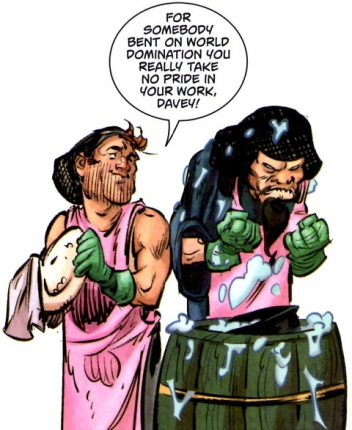 FOR
SOMEBODY
BENT ON WORLD
DOMINATION YOU
REALLY TAKE
NO PRIDE IN
YOUR WORK,
DAVEY!